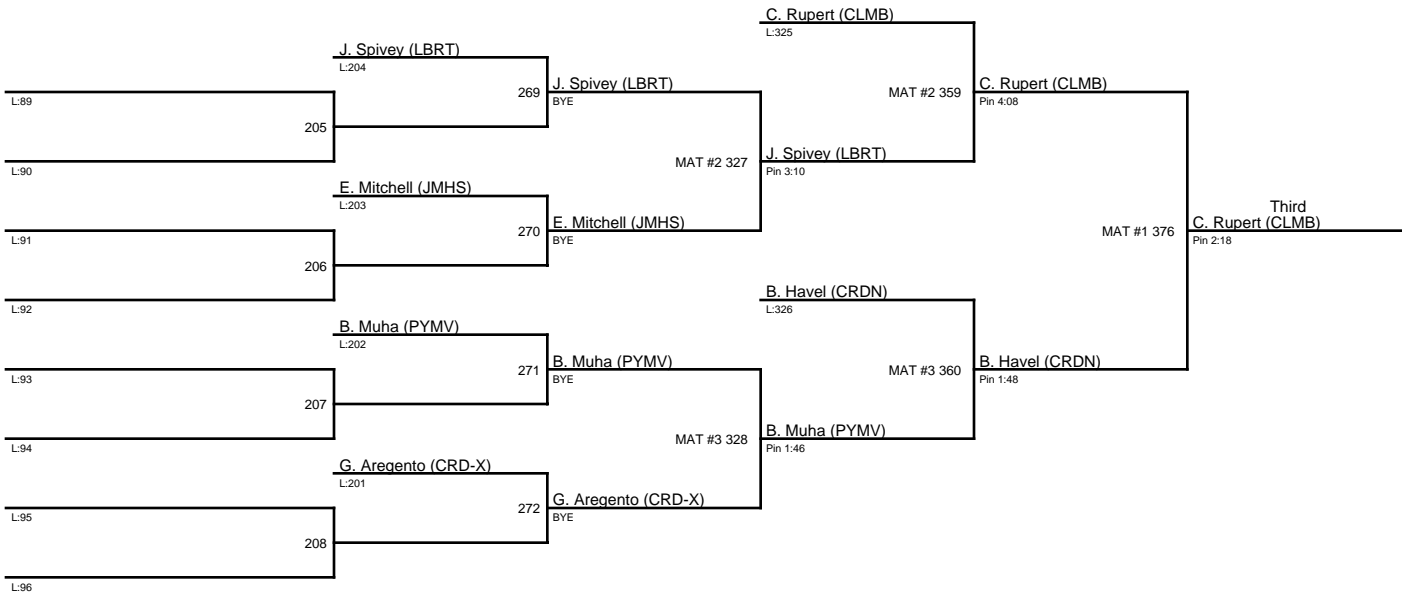 C. Rupert (CLMB)
L:325
J. Spivey (LBRT)
L:204
L:89
269
J. Spivey (LBRT)
BYE
MAT #2 359
C. Rupert (CLMB)
Pin 4:08
205
L:90
MAT #2 327
J. Spivey (LBRT)
Pin 3:10
E. Mitchell (JMHS)
L:203
L:91
270
E. Mitchell (JMHS)
BYE
MAT #1 376
Third
C. Rupert (CLMB)
Pin 2:18
206
L:92
B. Havel (CRDN)
L:326
B. Muha (PYMV)
L:202
L:93
271
B. Muha (PYMV)
BYE
MAT #3 360
B. Havel (CRDN)
Pin 1:48
207
L:94
MAT #3 328
B. Muha (PYMV)
Pin 1:46
G. Aregento (CRD-X)
L:201
L:95
272
G. Aregento (CRD-X)
BYE
208
L:96